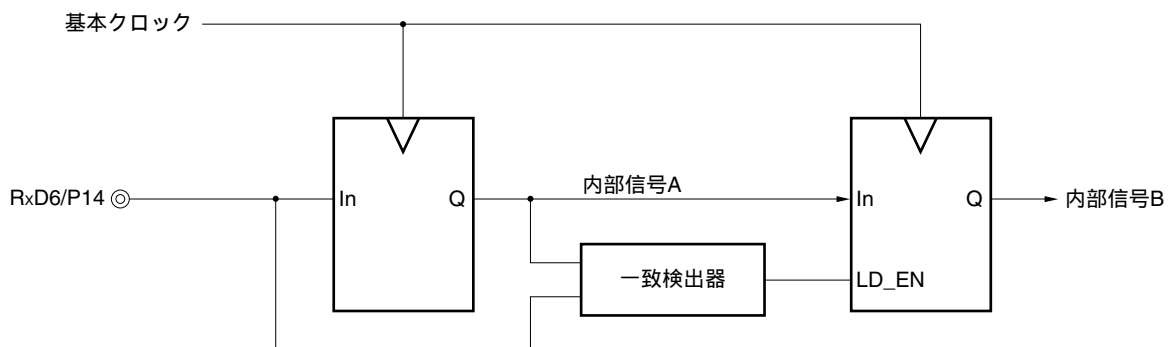 基本クロック
RxD6/P14
In
Q
内部信号A
In
Q
内部信号B
一致検出器
LD_EN